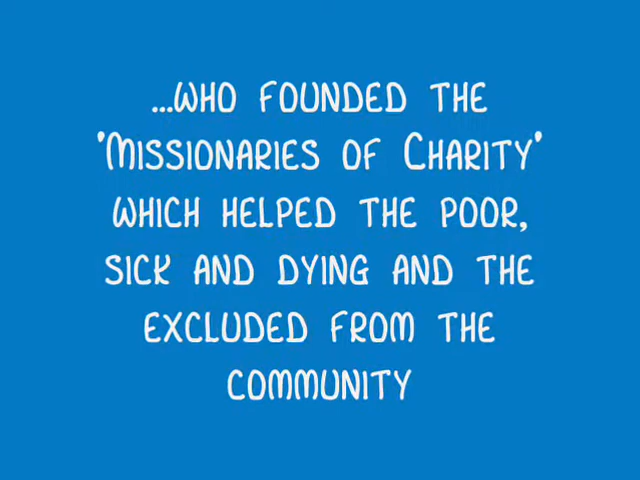 ...who founded the
'Missionaries of Charity'
which helped the poor,
sick and dying and the
excluded from the
community